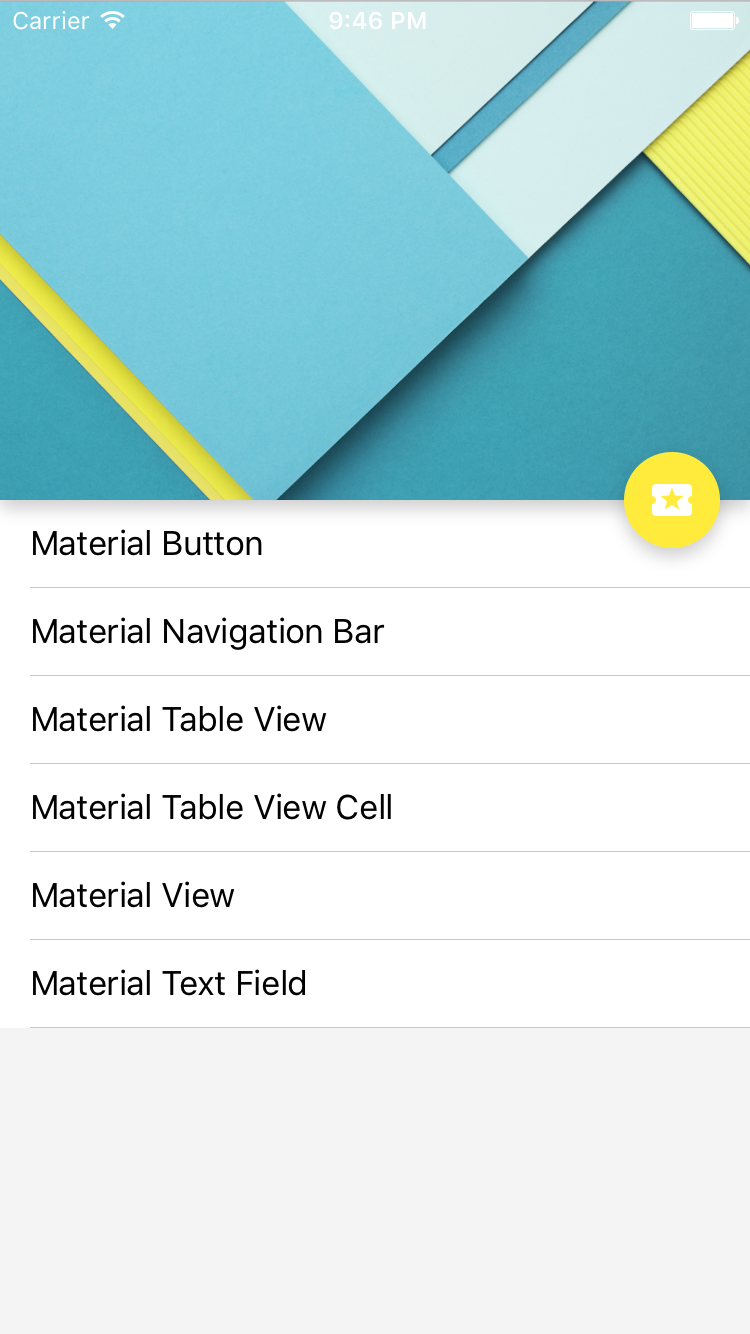 Carrier 9:46 PM
Material Button
Material Navigation Bar
Material Table View
Material Table View Cell
Material View
Material Text Field